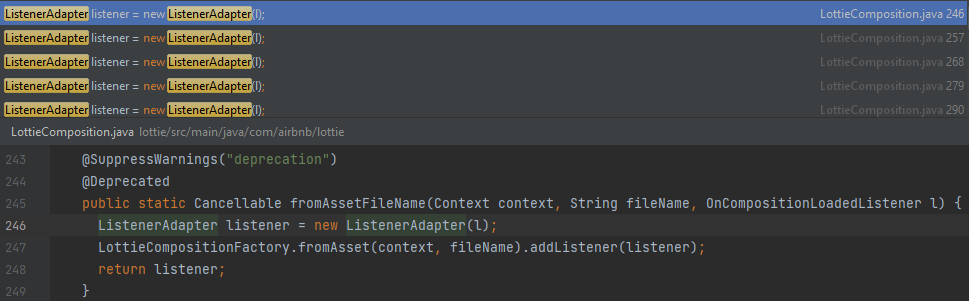 ListenerAdapter listener = new ListenerAdapter(l); LottieComposition.java 246
ListenerAdapter listener = new ListenerAdapter(l); LottieComposition.java 257
ListenerAdapter listener = new ListenerAdapter(l); LottieComposition.java 268
ListenerAdapter listener = new ListenerAdapter(l); LottieComposition.java 279
ListenerAdapter listener = new ListenerAdapter(l); LottieComposition.java 290
LottieComposition.java lottie/src/main/java/com/airbnb/lottie
243 @SuppressWarnings("deprecation")
244 @Deprecated
245 public static Cancellable fromAssetFileName(Context context, String fileName, OnCompositionLoadedListener l) {
246 ListenerAdapter listener = new ListenerAdapter(l);
247 LottieCompositionFactory.fromAsset(context, fileName).addListener(listener);
248 return listener;
249 }